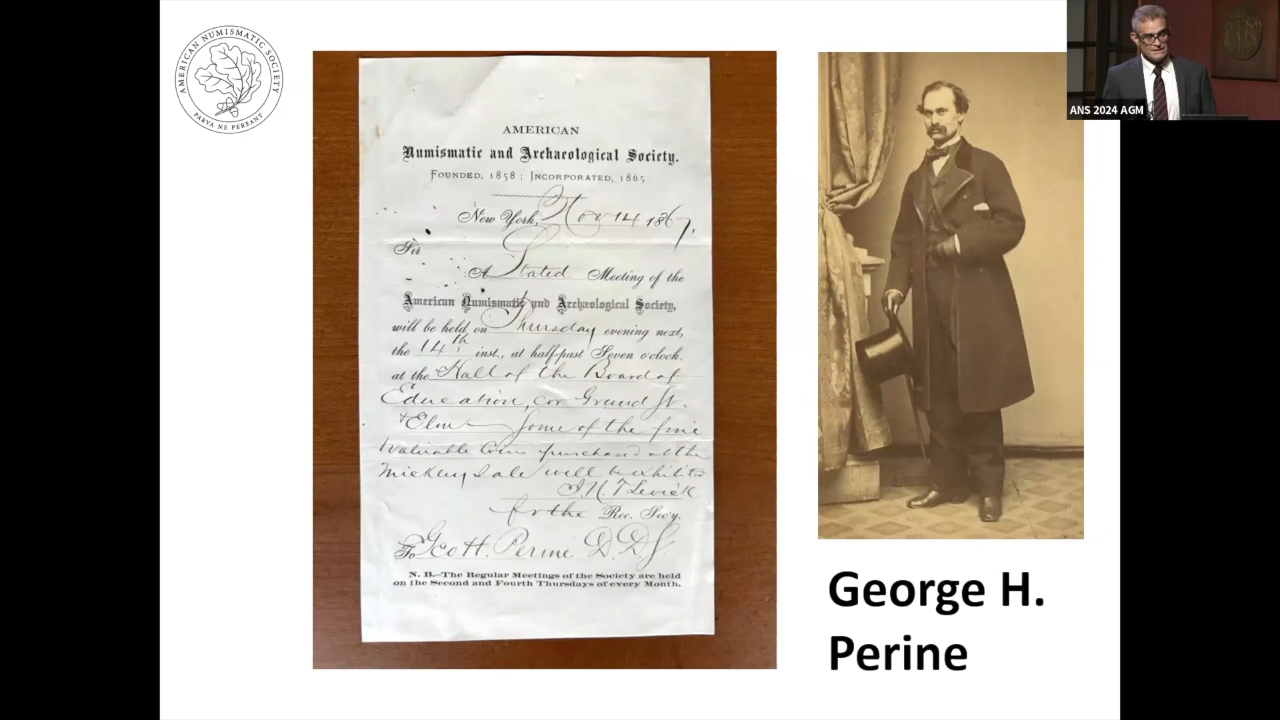 AMERICAN NUMISMATIC SOCIETY
PARVA NE PEREANT
AMERICAN
Numismatic and Archaeological Society.
FOUNDED, 1858; INCORPORATED, 1865
New York, Nov 14 1867,
Sir
A Stated Meeting of the
American Numismatic and Archæological Society,
will be held on Thursday evening next,
the 14th inst., at half-past Seven o'clock.
at the Hall of the Board of
Education, cor Grand St.
& Elm Some of the fine
valuable Coins purchased at the
Mickley Sale will be exhibited
J. N. T Levick
for the Rec. Secy.
To Geo H. Perine D.D.S
N. B.—The Regular Meetings of the Society are held
on the Second and Fourth Thursdays of every Month.
George H.
Perine
ANS 2024 AGM